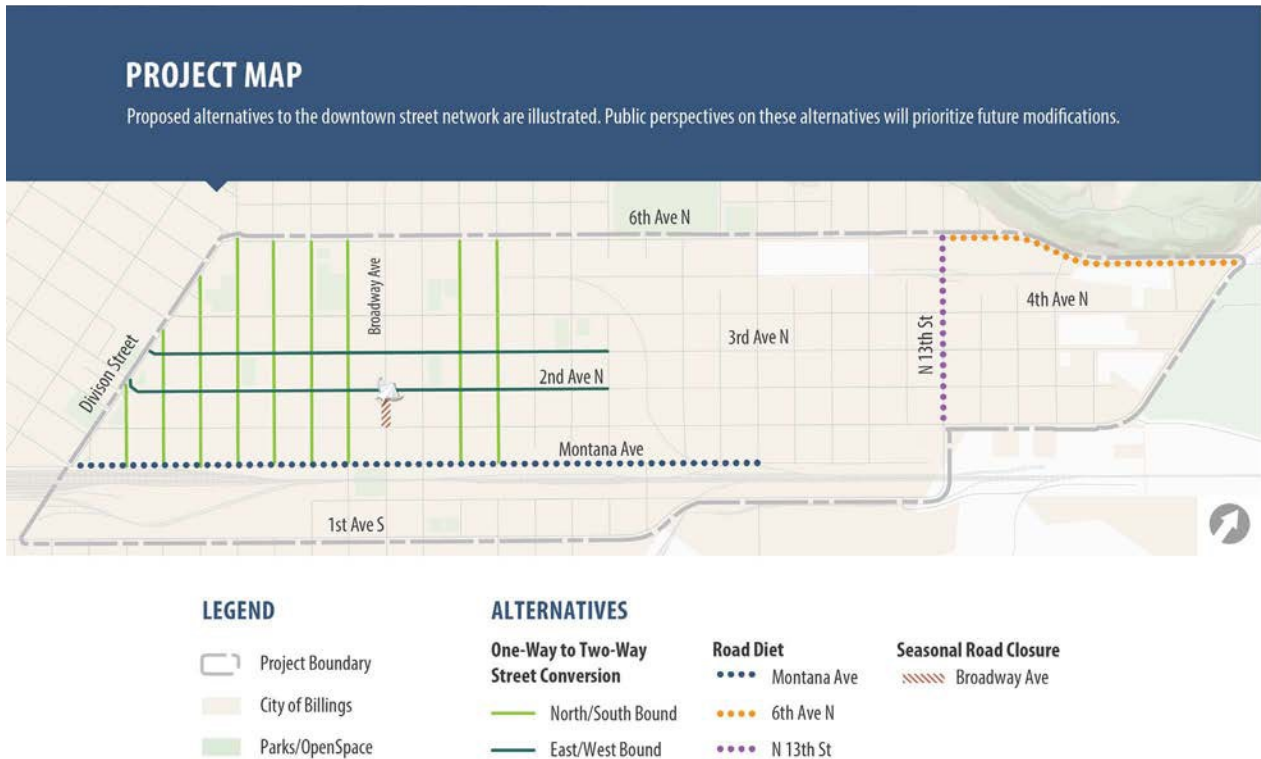 PROJECT MAP
Proposed alternatives to the downtown street network are illustrated. Public perspectives on these alternatives will prioritize future modifications.
6th Ave N
Broadway Ave
4th Ave N
3rd Ave N
N 13th St
Divison Street
2nd Ave N
Montana Ave
1st Ave S
LEGEND
Project Boundary
City of Billings
Parks/OpenSpace
ALTERNATIVES
One-Way to Two-Way
Street Conversion
North/South Bound
East/West Bound
Road Diet
Montana Ave
6th Ave N
N 13th St
Seasonal Road Closure
Broadway Ave